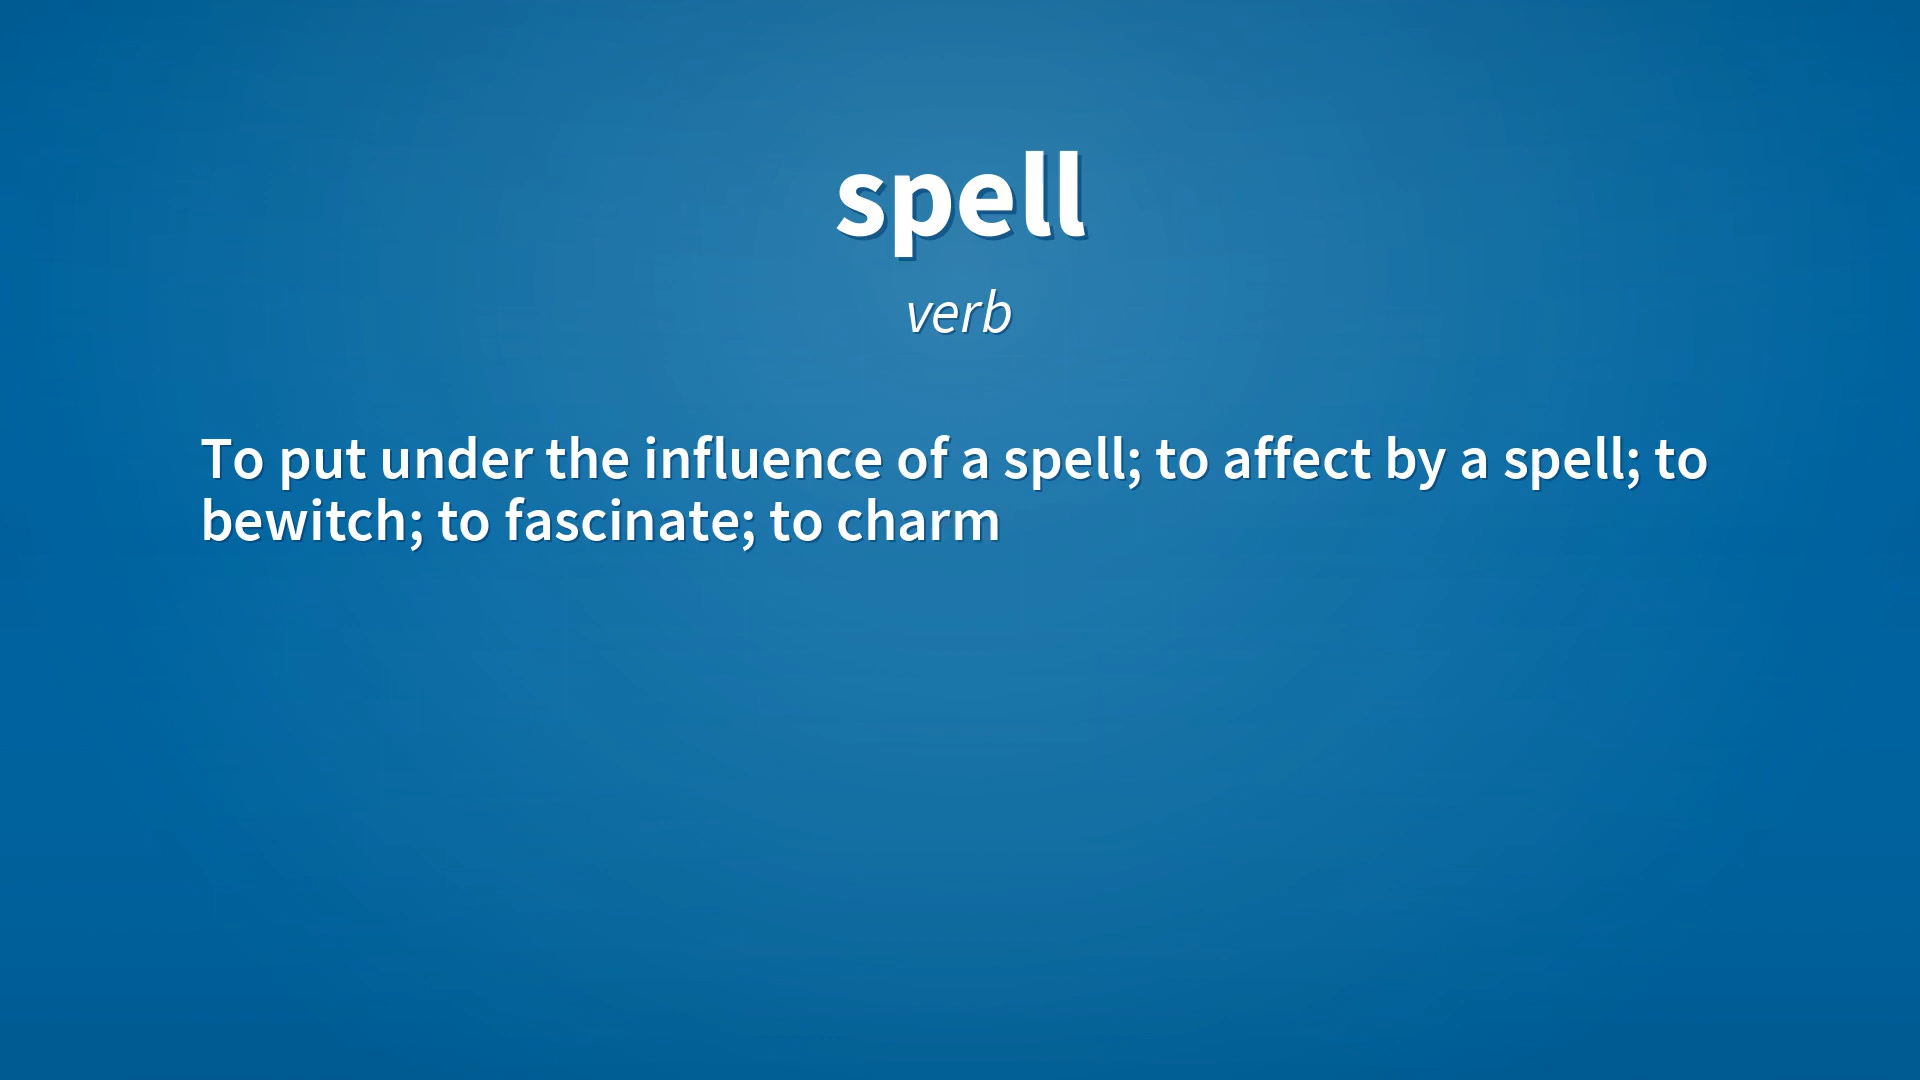 spell
verb
To put under the influence of a spell; to affect by a spell; to
bewitch; to fascinate; to charm